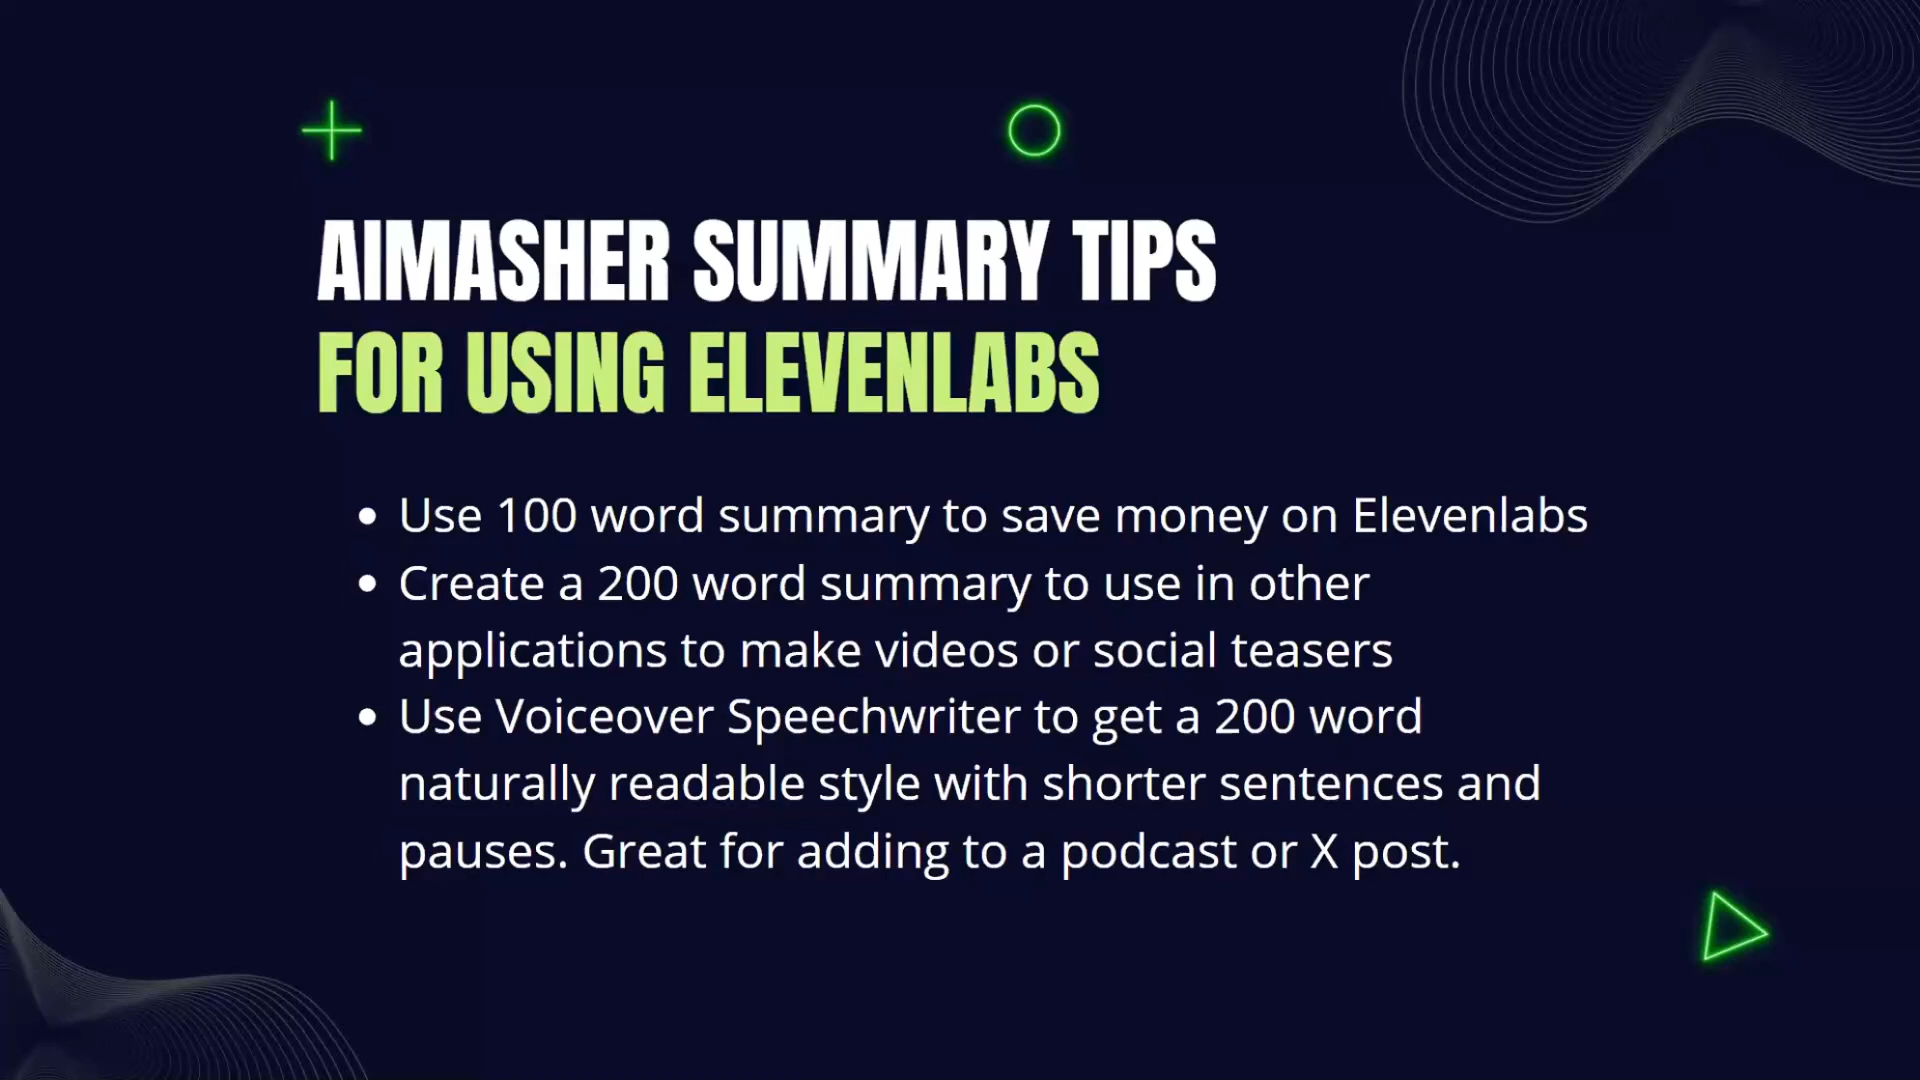 AIMASHER SUMMARY TIPS
FOR USING ELEVENLABS
• Use 100 word summary to save money on Elevenlabs
• Create a 200 word summary to use in other
applications to make videos or social teasers
• Use Voiceover Speechwriter to get a 200 word
naturally readable style with shorter sentences and
pauses. Great for adding to a podcast or X post.